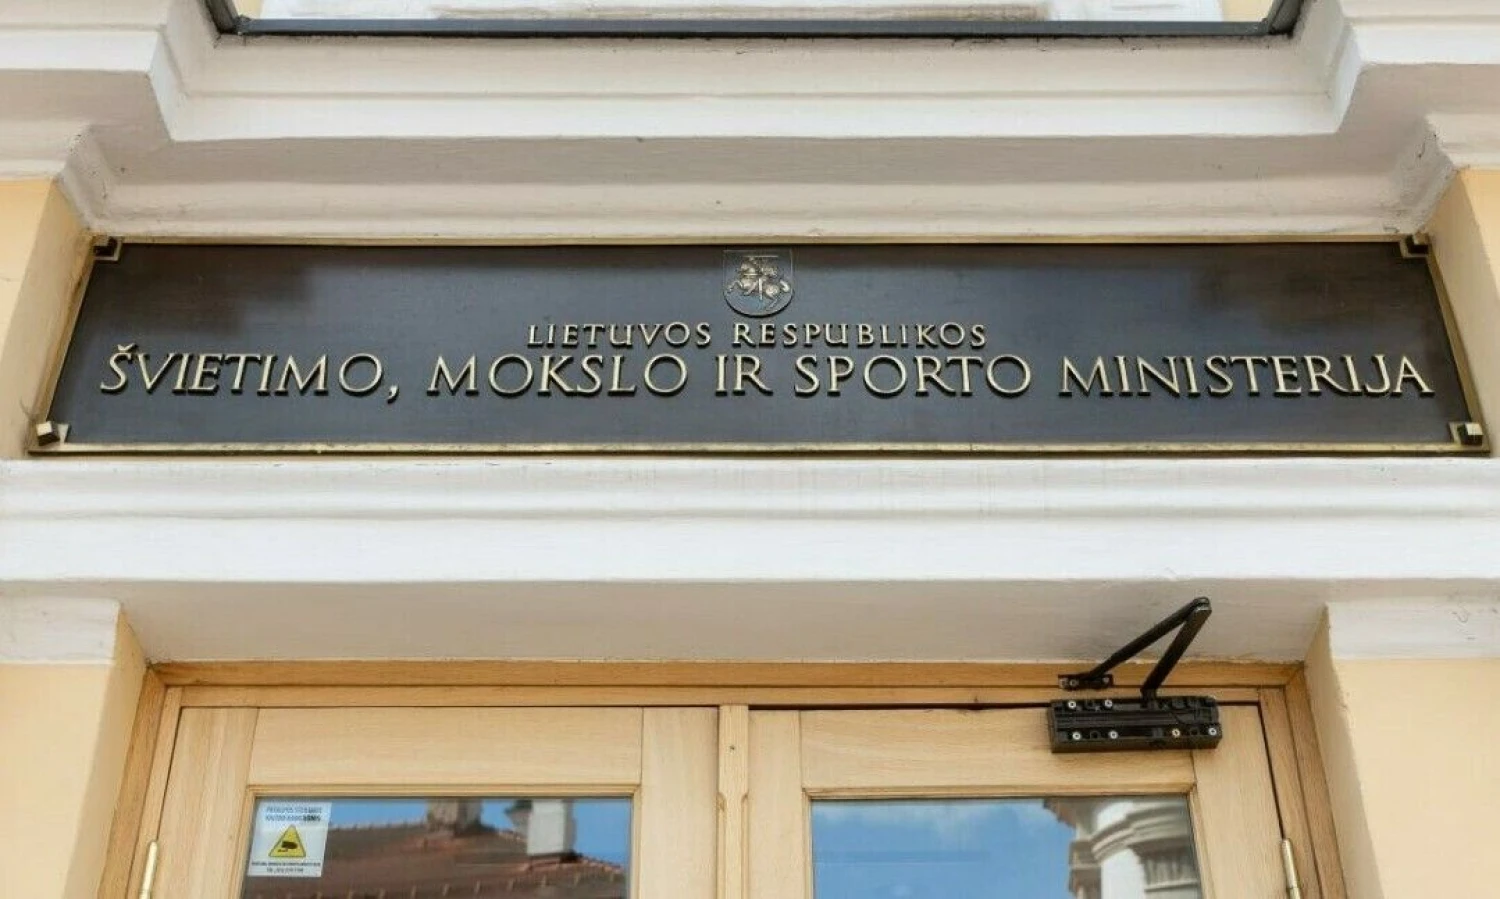 LIETUVOS RESPUBLIKOS
ŠVIETIMO, MOKSLO IR SPORTO MINISTERIJA